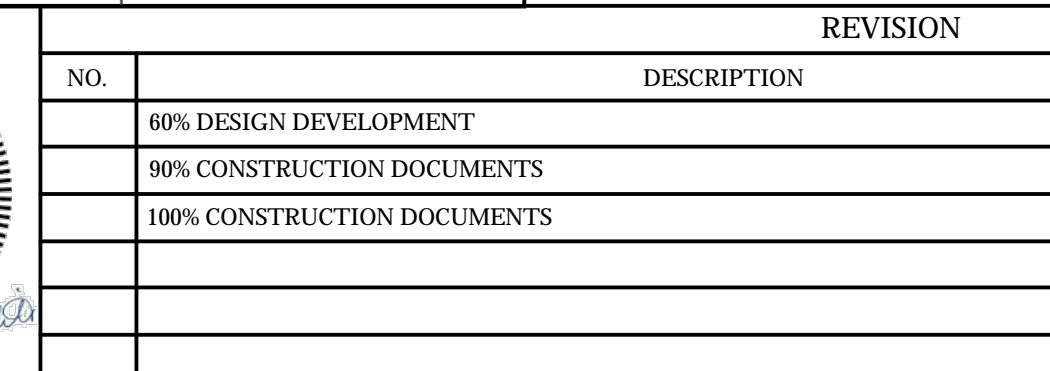 REVISION
NO. DESCRIPTION
60% DESIGN DEVELOPMENT
90% CONSTRUCTION DOCUMENTS
100% CONSTRUCTION DOCUMENTS